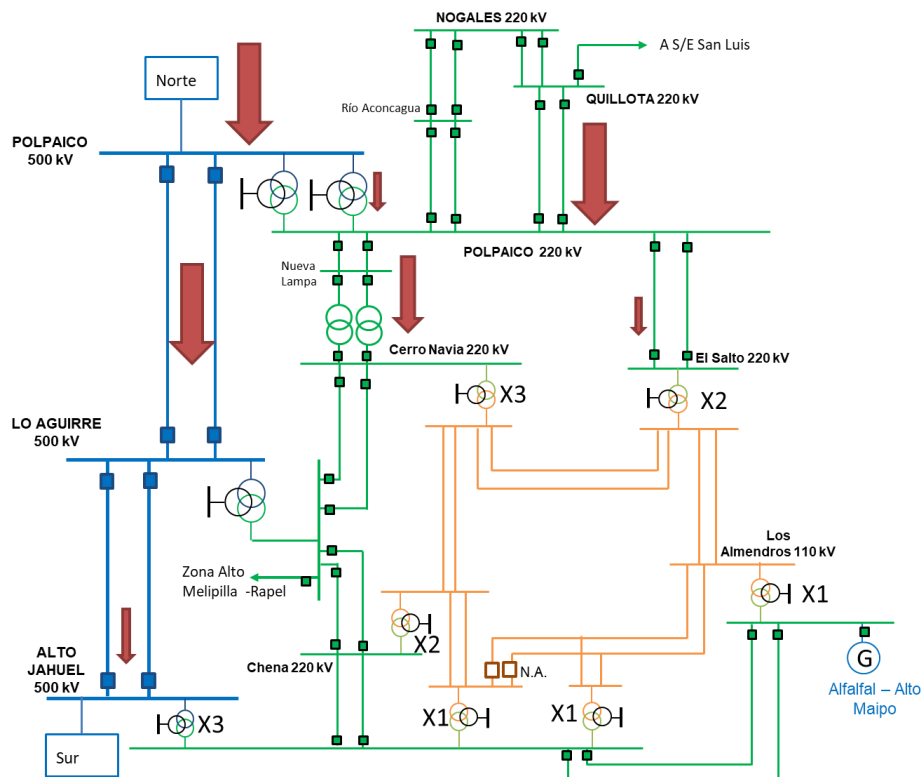 NOGALES 220 kV
A S/E San Luis
Norte
QUILLOTA 220 kV
Río Aconcagua
POLPAICO
500 kV
POLPAICO 220 kV
Nueva
Lampa
Cerro Navia 220 kV
El Salto 220 kV
X3
X2
LO AGUIRRE
500 kV
Los
Almendros 110 kV
Zona Alto
Melipilla -Rapel
X1
X2
ALTO
JAHUEL
500 kV
Chena 220 kV
N.A.
G
Alfalfal – Alto
Maipo
X3
X1
X1
Sur